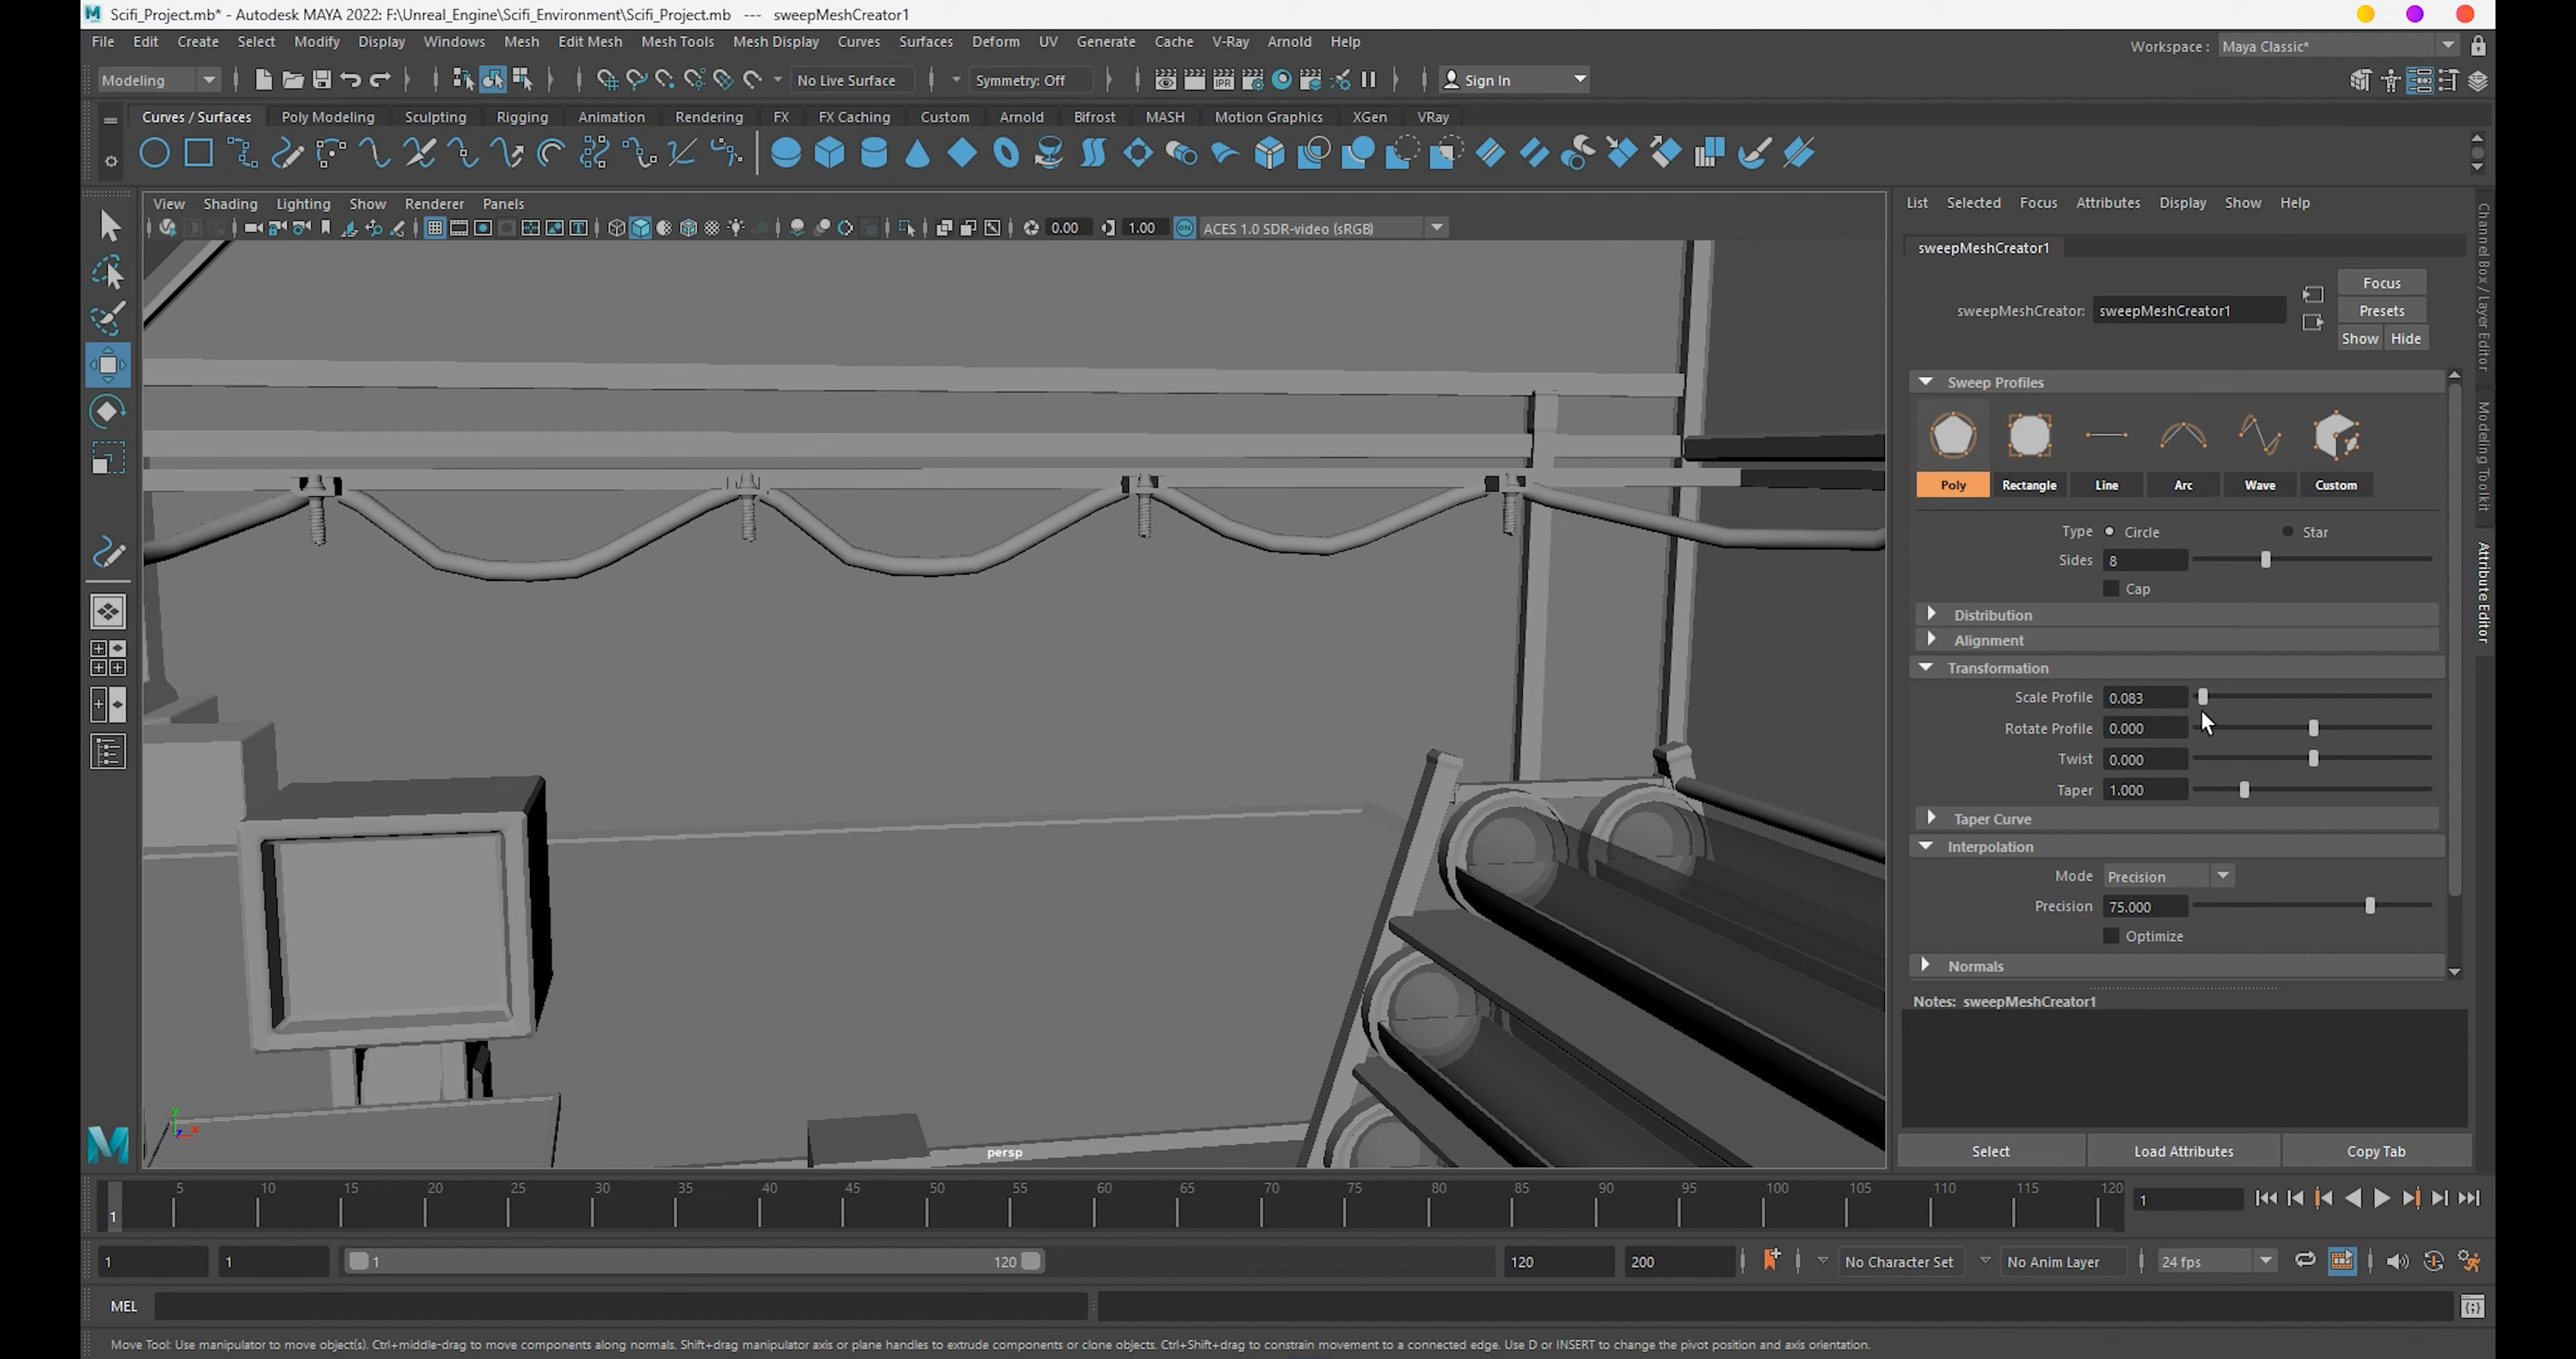 Scifi_Project.mb* - Autodesk MAYA 2022: F:\Unreal_Engine\Scifi_Environment\Scifi_Project.mb --- sweepMeshCreator1
File Edit Create Select Modify Display Windows Mesh Edit Mesh Mesh Tools Mesh Display Curves Surfaces Deform UV Generate Cache V-Ray Arnold Help
Workspace : Maya Classic*
Modeling No Live Surface Symmetry: Off IPR Sign In
Curves / Surfaces Poly Modeling Sculpting Rigging Animation Rendering FX FX Caching Custom Arnold Bifrost MASH Motion Graphics XGen VRay
View Shading Lighting Show Renderer Panels
0.00 1.00 ON ACES 1.0 SDR-video (sRGB)
persp
y
x
z
List Selected Focus Attributes Display Show Help
sweepMeshCreator1
Focus
sweepMeshCreator: sweepMeshCreator1 Presets
Show Hide
Sweep Profiles
Poly Rectangle Line Arc Wave Custom
Type Circle Star
Sides 8
Cap
Distribution
Alignment
Transformation
Scale Profile 0.083
Rotate Profile 0.000
Twist 0.000
Taper 1.000
Taper Curve
Interpolation
Mode Precision
Precision 75.000
Optimize
Normals
Notes: sweepMeshCreator1
Select Load Attributes Copy Tab
Channel Box / Layer Editor
Modeling Toolkit
Attribute Editor
5 10 15 20 25 30 35 40 45 50 55 60 65 70 75 80 85 90 95 100 105 110 115 120
1 1
1 1 1 120 120 200 No Character Set No Anim Layer 24 fps
MEL
Move Tool: Use manipulator to move object(s). Ctrl+middle-drag to move components along normals. Shift+drag manipulator axis or plane handles to extrude components or clone objects. Ctrl+Shift+drag to constrain movement to a connected edge. Use D or INSERT to change the pivot position and axis orientation.